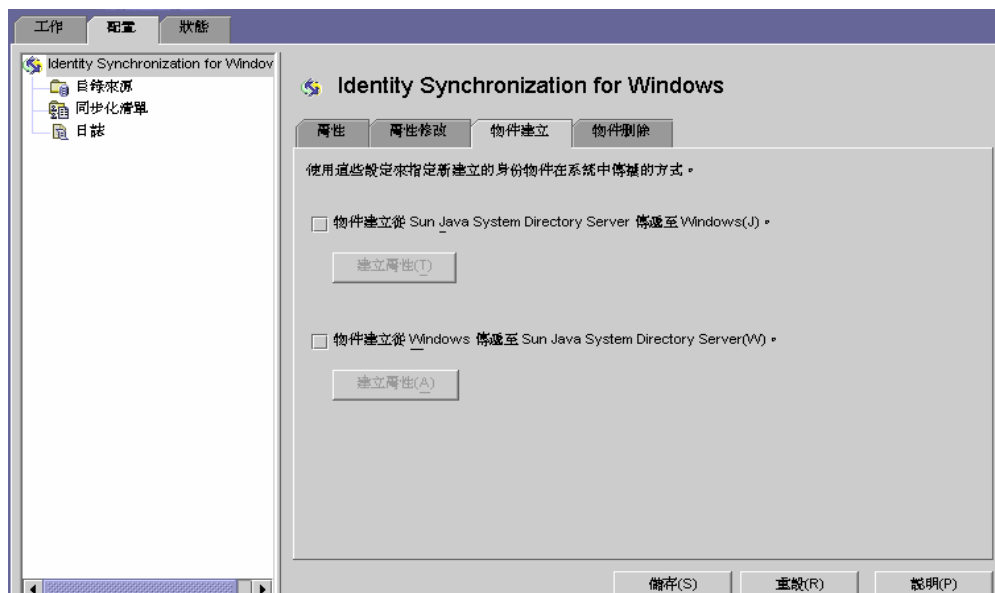 工作 配置 狀態
Identity Synchronization for Window
目錄來源
同步化清單
日誌
Identity Synchronization for Windows
屬性 屬性修改 物件建立 物件刪除
使用這些設定來指定新建立的身份物件在系統中傳播的方式。
物件建立從 Sun Java System Directory Server 傳遞至 Windows(J)。
建立屬性(T)
物件建立從 Windows 傳遞至 Sun Java System Directory Server(W)。
建立屬性(A)
儲存(S) 重設(R) 說明(P)